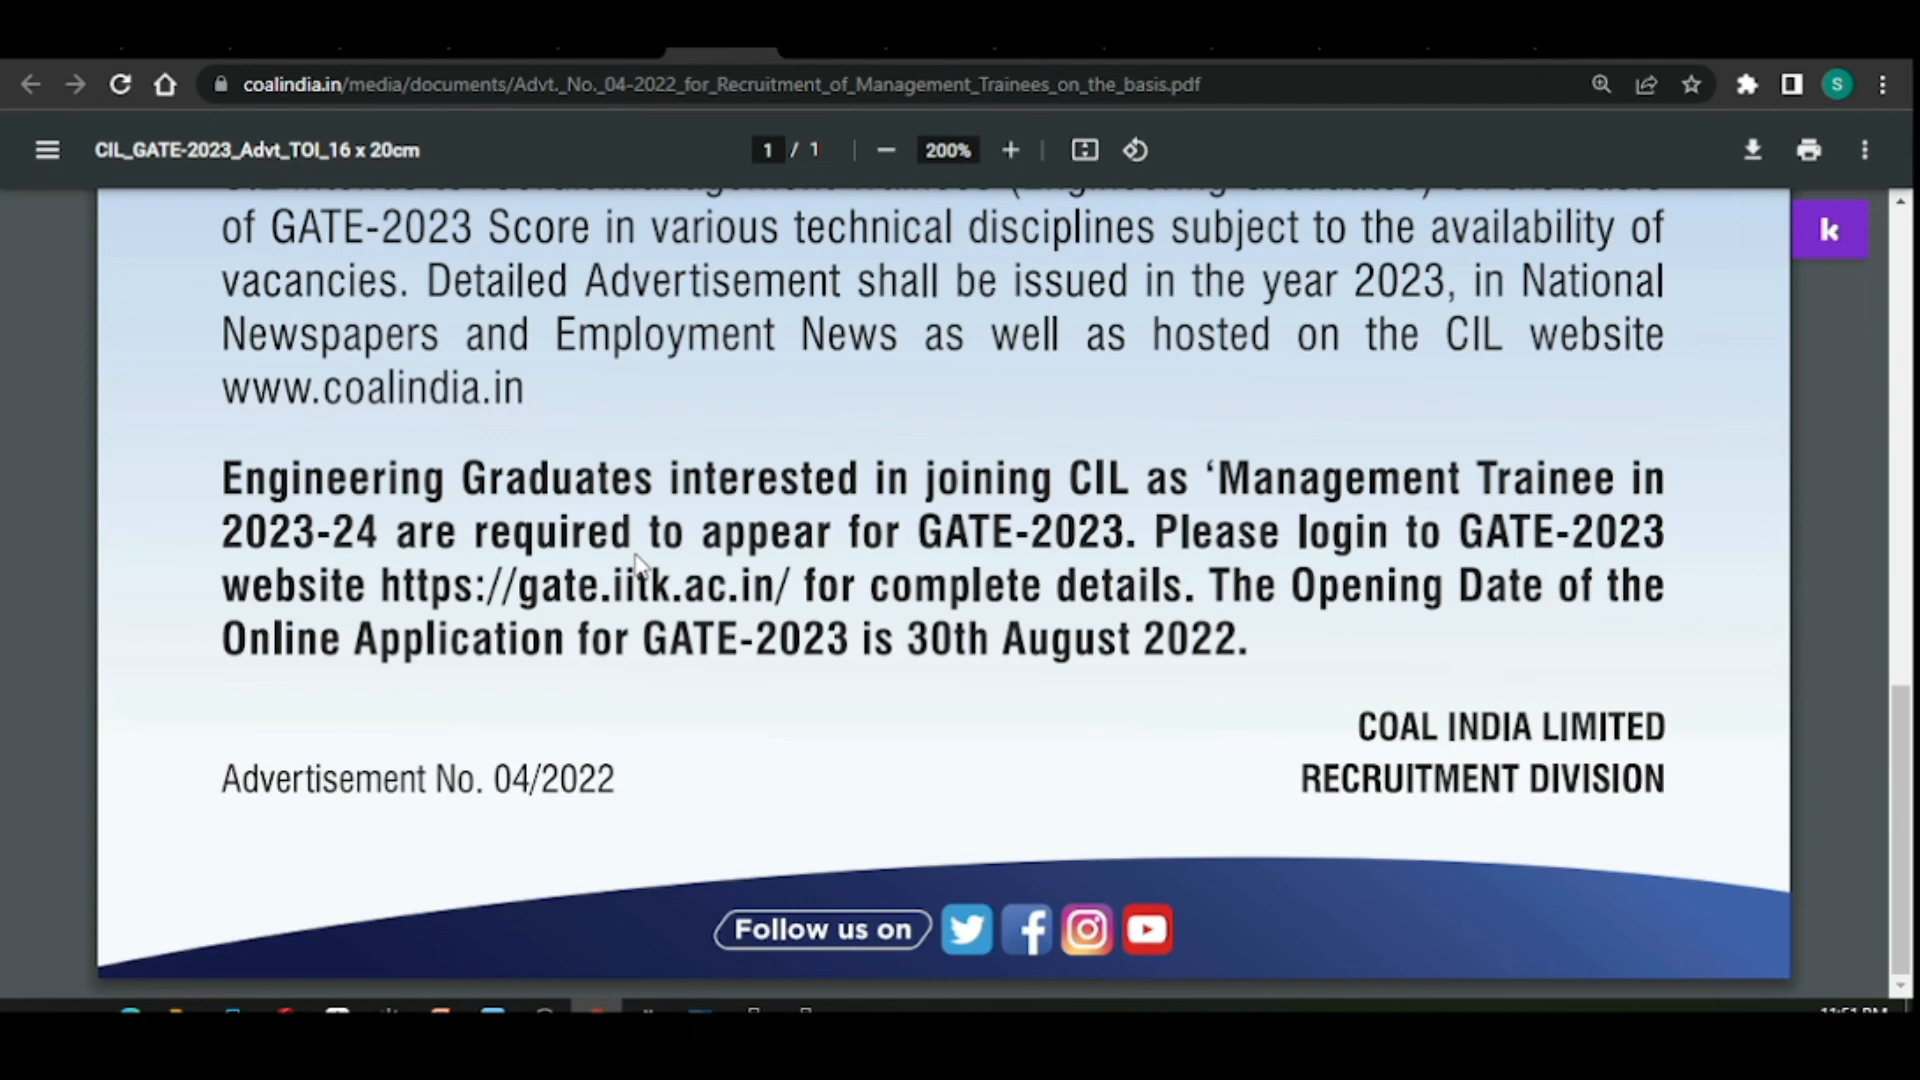 coalindia.in/media/documents/Advt._No._04-2022_for_Recruitment_of_Management_Trainees_on_the_basis.pdf
S
CIL_GATE-2023_Advt_TOI_16 x 20cm
1 / 1
200%
k
of GATE-2023 Score in various technical disciplines subject to the availability of
vacancies. Detailed Advertisement shall be issued in the year 2023, in National
Newspapers and Employment News as well as hosted on the CIL website
www.coalindia.in
Engineering Graduates interested in joining CIL as ‘Management Trainee in
2023-24 are required to appear for GATE-2023. Please login to GATE-2023
website https://gate.iitk.ac.in/ for complete details. The Opening Date of the
Online Application for GATE-2023 is 30th August 2022.
COAL INDIA LIMITED
Advertisement No. 04/2022
RECRUITMENT DIVISION
Follow us on